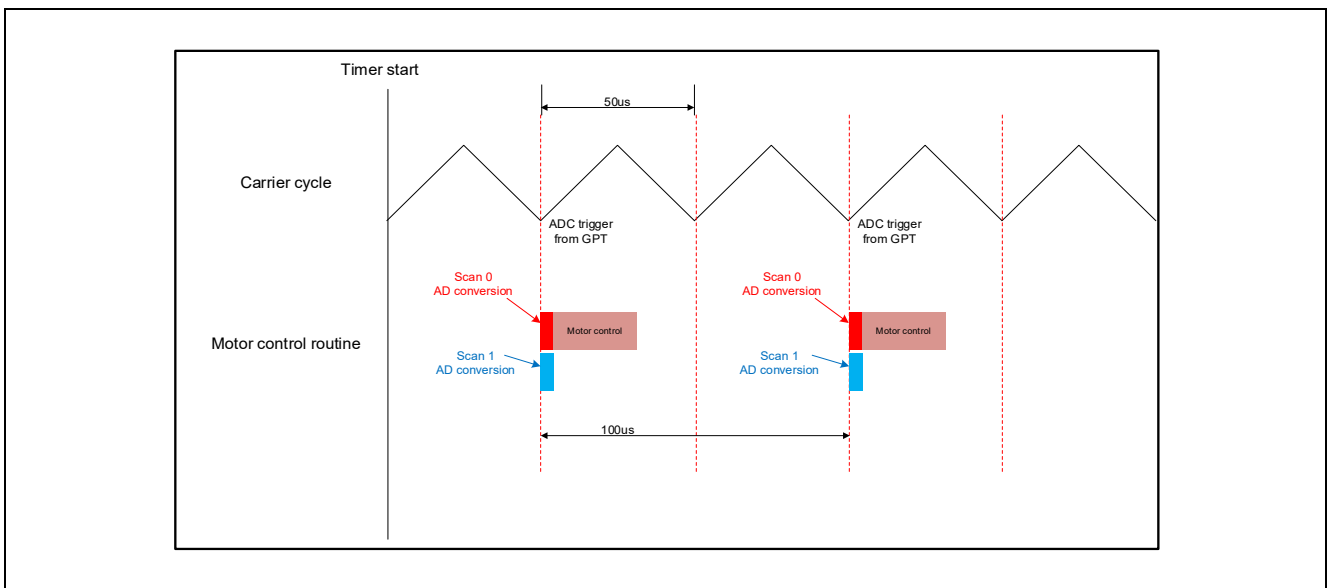 Timer start
50us
Carrier cycle
ADC trigger
from GPT
ADC trigger
from GPT
Scan 0
AD conversion
Scan 0
AD conversion
Motor control routine
Motor control
Motor control
Scan 1
AD conversion
Scan 1
AD conversion
100us